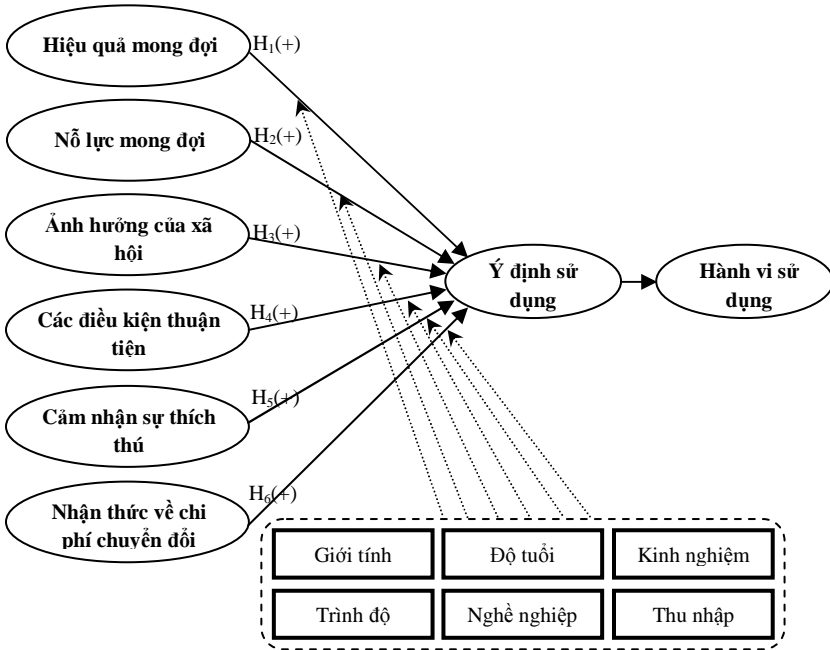 Hiệu quả mong đợi
H₁(+)
Nỗ lực mong đợi
H₂(+)
Ảnh hưởng của xã
hội
H₃(+)
Các điều kiện thuận
tiện
H₄(+)
Cảm nhận sự thích
thú
H₅(+)
Nhận thức về chi
phí chuyển đổi
H₆(+)
Ý định sử
dụng
Hành vi sử
dụng
Giới tính
Độ tuổi
Kinh nghiệm
Trình độ
Nghề nghiệp
Thu nhập